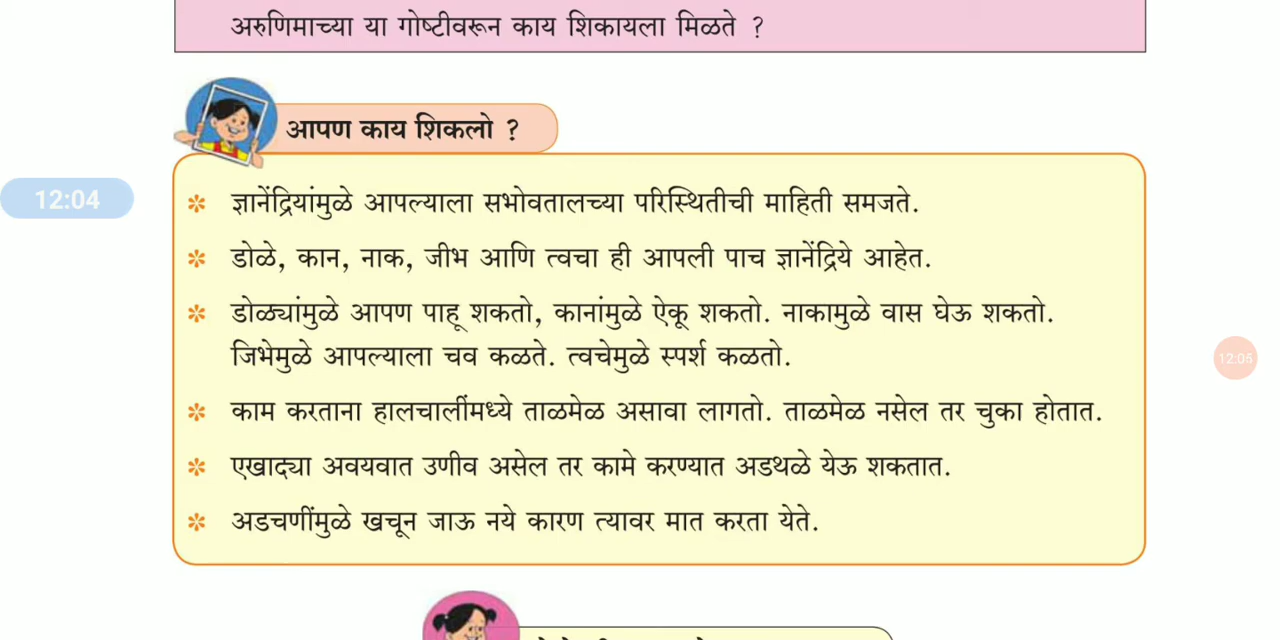 अरुणिमाच्या या गोष्टीवरून काय शिकायला मिळते ?
आपण काय शिकलो ?
12:04
* ज्ञानेंद्रियांमुळे आपल्याला सभोवतालच्या परिस्थितीची माहिती समजते.
* डोळे, कान, नाक, जीभ आणि त्वचा ही आपली पाच ज्ञानेंद्रिये आहेत.
* डोळ्यांमुळे आपण पाहू शकतो, कानांमुळे ऐकू शकतो. नाकामुळे वास घेऊ शकतो.
जिभेमुळे आपल्याला चव कळते. त्वचेमुळे स्पर्श कळतो.
12:05
* काम करताना हालचालींमध्ये ताळमेळ असावा लागतो. ताळमेळ नसेल तर चुका होतात.
* एखाद्या अवयवात उणीव असेल तर कामे करण्यात अडथळे येऊ शकतात.
* अडचणींमुळे खचून जाऊ नये कारण त्यावर मात करता येते.